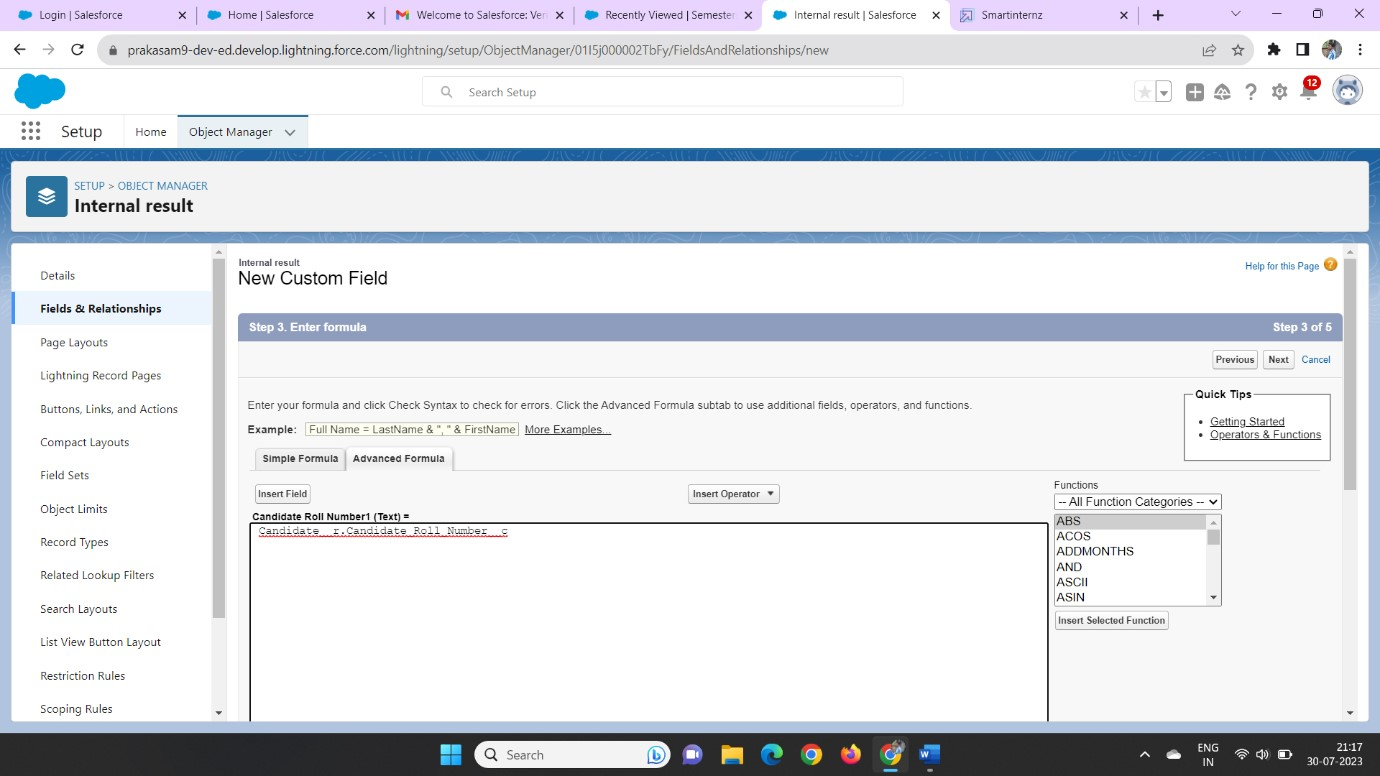 Login | Salesforce
Home | Salesforce
Welcome to Salesforce: Ver
Recently Viewed | Semester
Internal result | Salesforce
Smartinternz
prakasam9-dev-ed.develop.lightning.force.com/lightning/setup/ObjectManager/01I5j000002TbFy/FieldsAndRelationships/new
Search Setup
12
Setup
Home
Object Manager
SETUP > OBJECT MANAGER
Internal result
Details
Fields & Relationships
Page Layouts
Lightning Record Pages
Buttons, Links, and Actions
Compact Layouts
Field Sets
Object Limits
Record Types
Related Lookup Filters
Search Layouts
List View Button Layout
Restriction Rules
Scoping Rules
Internal result
New Custom Field
Help for this Page ?
Step 3. Enter formula
Step 3 of 5
Previous
Next
Cancel
Enter your formula and click Check Syntax to check for errors. Click the Advanced Formula subtab to use additional fields, operators, and functions.
Example: Full Name = LastName & ", " & FirstName More Examples...
Quick Tips
• Getting Started
• Operators & Functions
Simple Formula
Advanced Formula
Insert Field
Insert Operator
Candidate Roll Number1 (Text) =
Candidate__r.Candidate_Roll_Number__c
Functions
-- All Function Categories --
ABS
ACOS
ADDMONTHS
AND
ASCII
ASIN
Insert Selected Function
Search
ENG
IN
21:17
30-07-2023